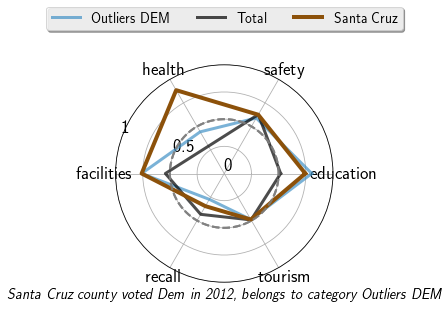 Outliers DEM Total Santa Cruz
health safety
1
0.5
0
facilities education
recall tourism
Santa Cruz county voted Dem in 2012, belongs to category Outliers DEM